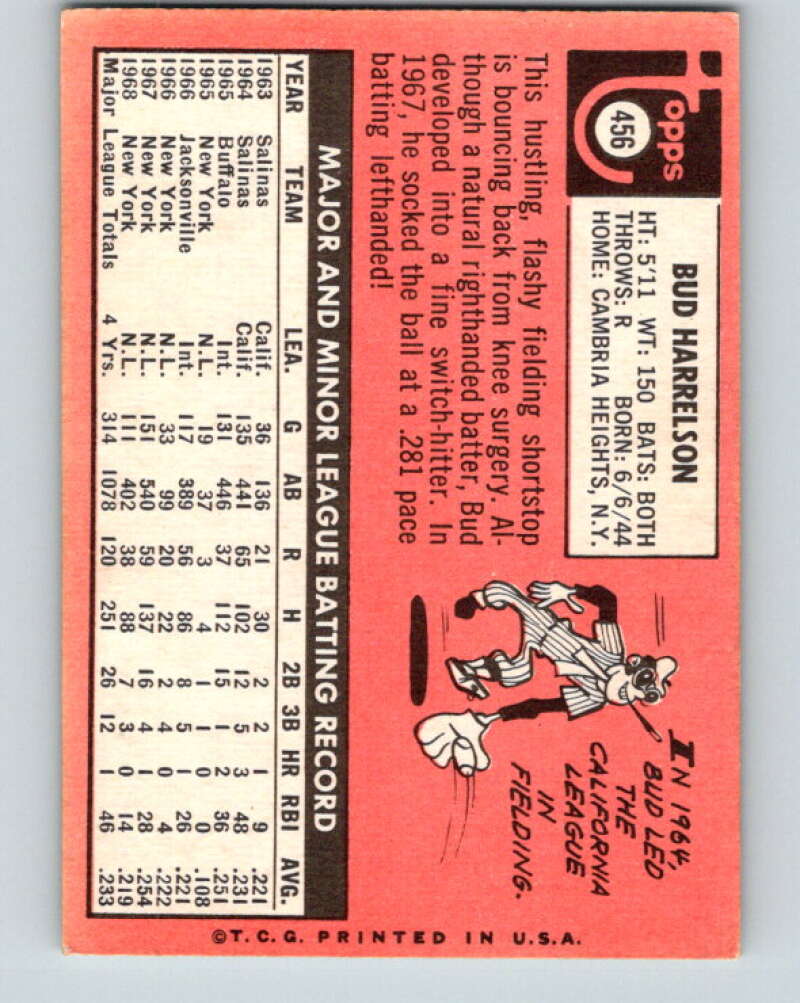 Topps
456
BUD HARRELSON
HT: 5'11 WT: 150 BATS: BOTH
THROWS: R BORN: 6/6/44
HOME: CAMBRIA HEIGHTS, N.Y.
This hustling, flashy fielding shortstop
is bouncing back from knee surgery. Al-
though a natural righthanded batter, Bud
developed into a fine switch-hitter. In
1967, he socked the ball at a .281 pace
batting lefthanded!
IN 1964,
BUD LED
THE
CALIFORNIA
LEAGUE
IN
FIELDING.
MAJOR AND MINOR LEAGUE BATTING RECORD
YEAR TEAM LEA. G AB R H 2B 3B HR RBI AVG.
1963 Salinas Calif. 36 136 21 30 2 2 1 9 .221
1964 Salinas Calif. 135 441 65 102 12 5 3 48 .231
1965 Buffalo Int. 131 446 37 112 15 1 2 36 .251
1965 New York N.L. 19 37 3 4 1 1 0 0 .108
1966 Jacksonville Int. 117 389 56 86 8 5 1 26 .221
1966 New York N.L. 33 99 20 22 2 4 0 4 .222
1967 New York N.L. 151 540 59 137 16 4 1 28 .254
1968 New York N.L. 111 402 38 88 7 3 0 14 .219
Major League Totals 4 Yrs. 314 1078 120 251 26 12 1 46 .233
©T.C.G. PRINTED IN U.S.A.